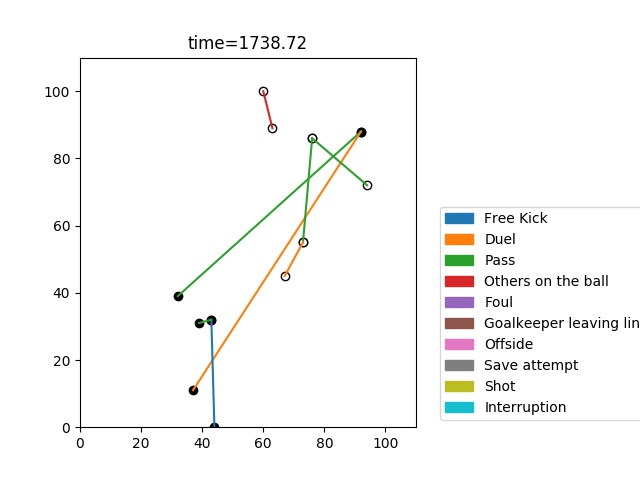 time=1738.72
100
80
60
40
20
0
0 20 40 60 80 100
Free Kick
Duel
Pass
Others on the ball
Foul
Goalkeeper leaving lin
Offside
Save attempt
Shot
Interruption